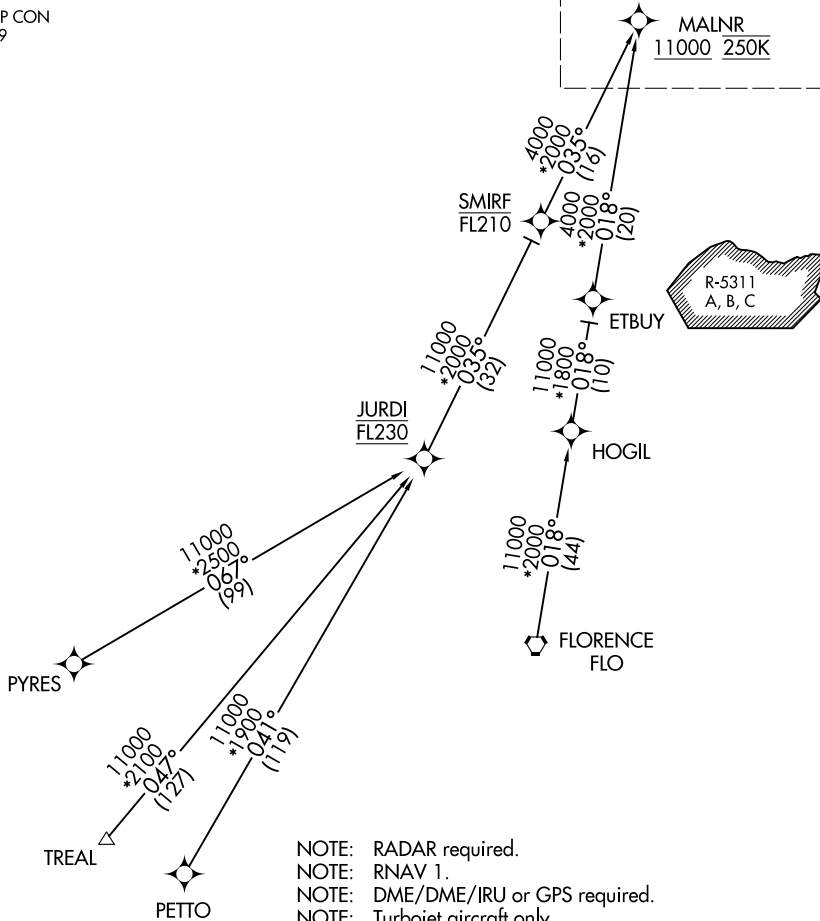 P CON
9
MALNR
11000 250K
4000
*2000
035°
(16)
SMIRF
FL210
4000
*2000
018°
(20)
R-5311
A, B, C
ETBUY
11000
*2000
035°
(32)
11000
*1800
018°
(10)
JURDI
FL230
HOGIL
11000
*2500
067°
(99)
11000
*2000
018°
(44)
FLORENCE
FLO
PYRES
11000
*2100
047°
(127)
11000
*1900
041°
(119)
TREAL
PETTO
NOTE: RADAR required.
NOTE: RNAV 1.
NOTE: DME/DME/IRU or GPS required.
NOTE: Turbojet aircraft only